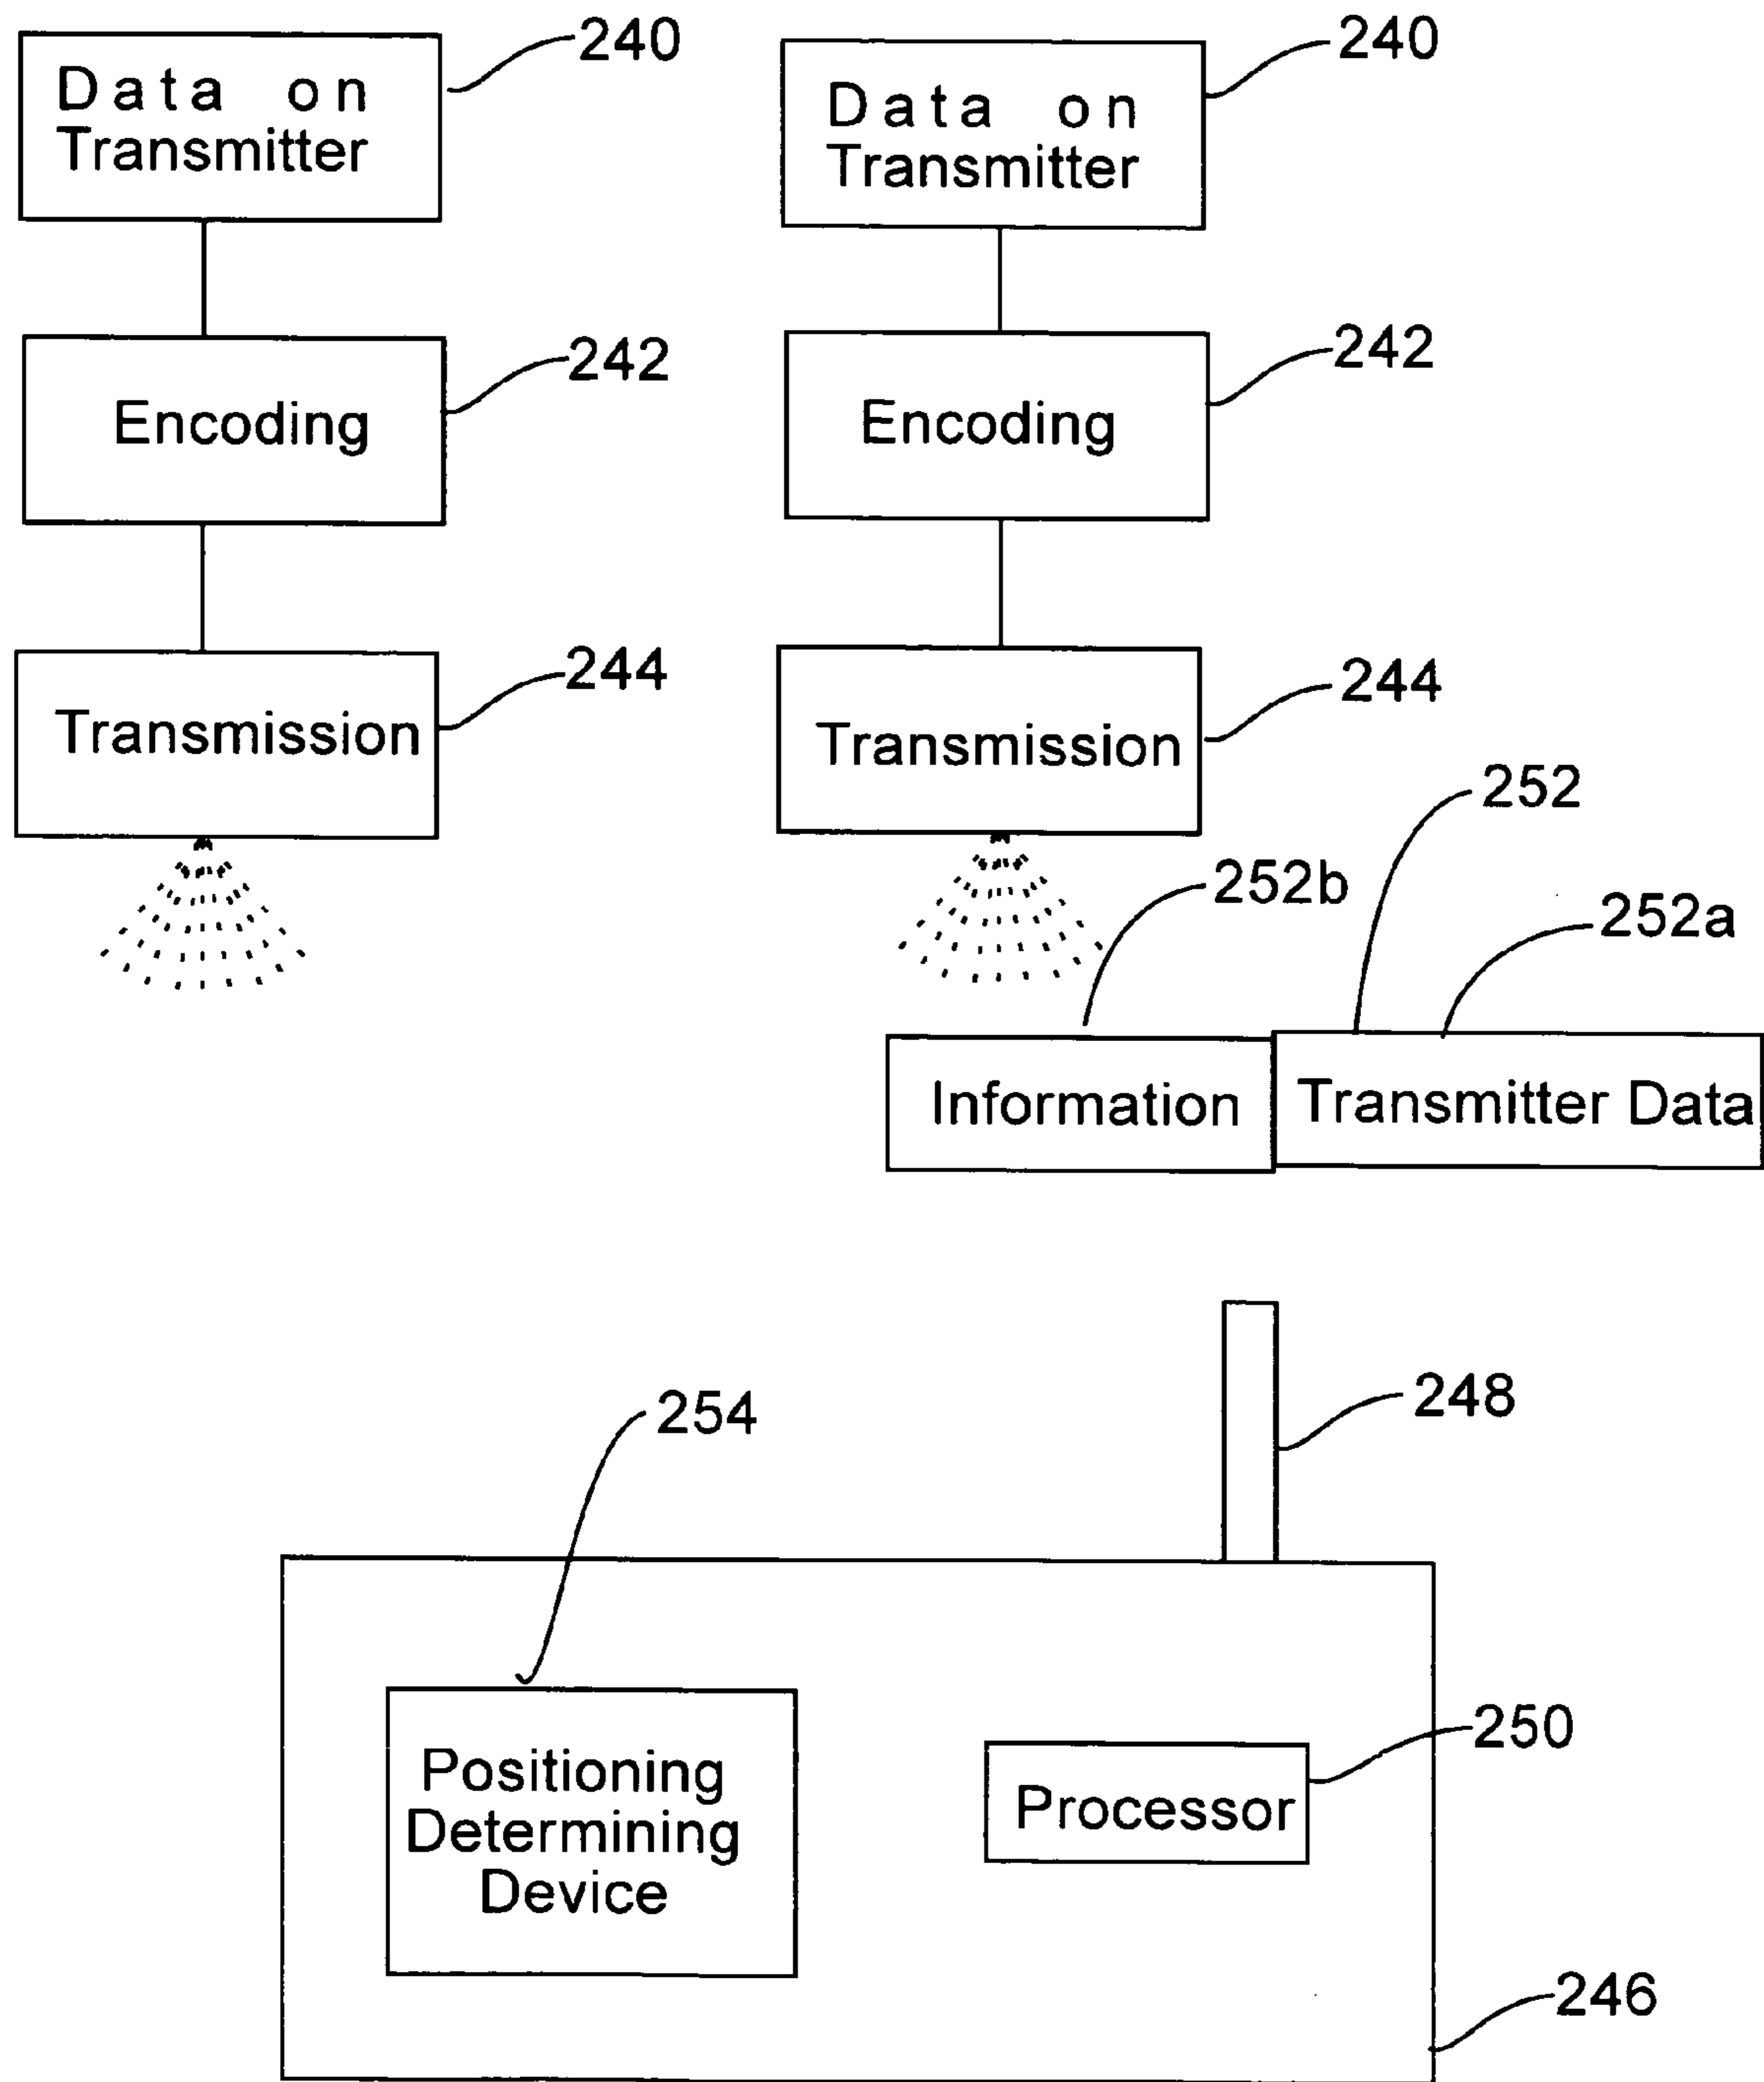 240
Data on
Transmitter
242
Encoding
244
Transmission
240
Data on
Transmitter
242
Encoding
244
Transmission
252
252b
252a
Information
Transmitter Data
248
254
250
Positioning
Determining
Device
Processor
246